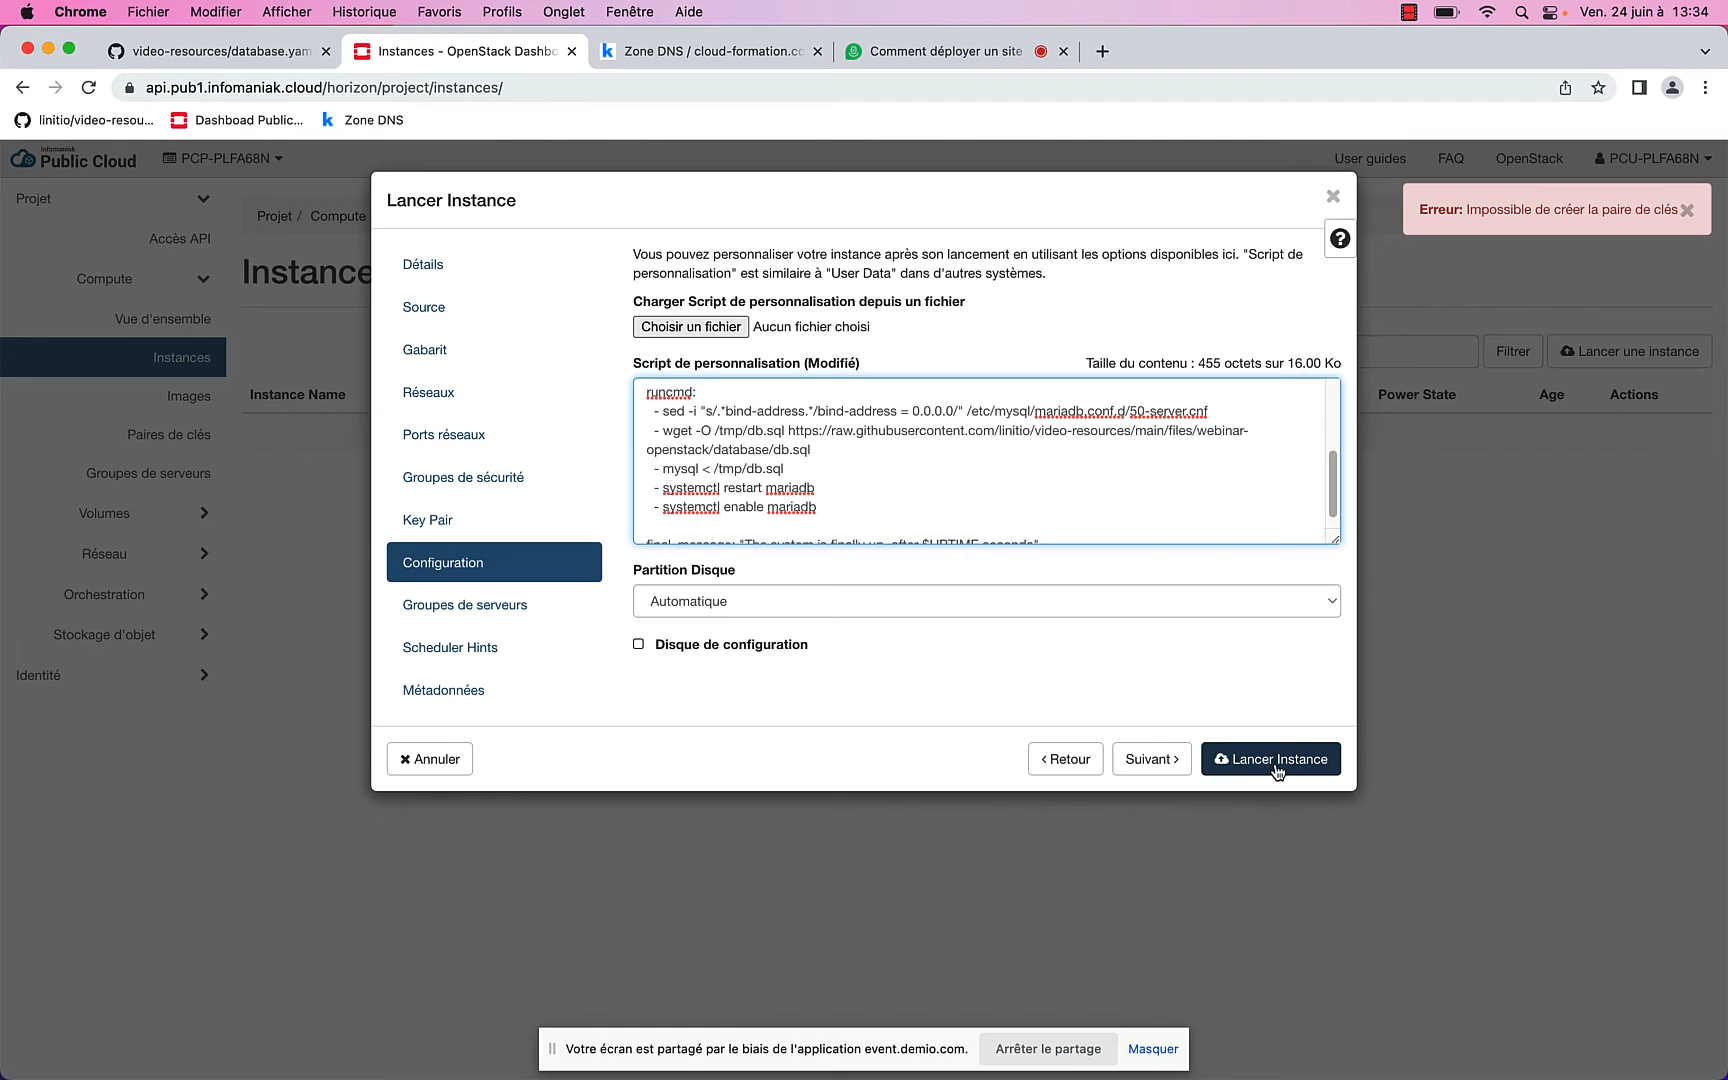 Chrome Fichier Modifier Afficher Historique Favoris Profils Onglet Fenêtre Aide Ven. 24 juin à 13:34
video-resources/database.yam Instances - OpenStack Dashbo Zone DNS / cloud-formation.co Comment déployer un site
api.pub1.infomaniak.cloud/horizon/project/instances/
linitio/video-resou... Dashboad Public... Zone DNS
infomaniak
Public Cloud PCP-PLFA68N User guides FAQ OpenStack PCU-PLFA68N
Projet
Accès API
Compute
Vue d'ensemble
Instances
Images
Paires de clés
Groupes de serveurs
Volumes
Réseau
Orchestration
Stockage d'objet
Identité
Projet / Compute
Instance
Filtrer Lancer une instance
Instance Name Power State Age Actions
Erreur: Impossible de créer la paire de clés
Lancer Instance
Détails
Source
Gabarit
Réseaux
Ports réseaux
Groupes de sécurité
Key Pair
Configuration
Groupes de serveurs
Scheduler Hints
Métadonnées
Vous pouvez personnaliser votre instance après son lancement en utilisant les options disponibles ici. "Script de
personnalisation" est similaire à "User Data" dans d'autres systèmes.
Charger Script de personnalisation depuis un fichier
Choisir un fichier Aucun fichier choisi
Script de personnalisation (Modifié) Taille du contenu : 455 octets sur 16.00 Ko
runcmd:
- sed -i "s/.*bind-address.*/bind-address = 0.0.0.0/" /etc/mysql/mariadb.conf.d/50-server.cnf
- wget -O /tmp/db.sql https://raw.githubusercontent.com/linitio/video-resources/main/files/webinar-
openstack/database/db.sql
- mysql < /tmp/db.sql
- systemctl restart mariadb
- systemctl enable mariadb
final_message: "The system is finally up, after $UPTIME seconds"
Partition Disque
Automatique
Disque de configuration
Annuler Retour Suivant Lancer Instance
Votre écran est partagé par le biais de l'application event.demio.com. Arrêter le partage Masquer